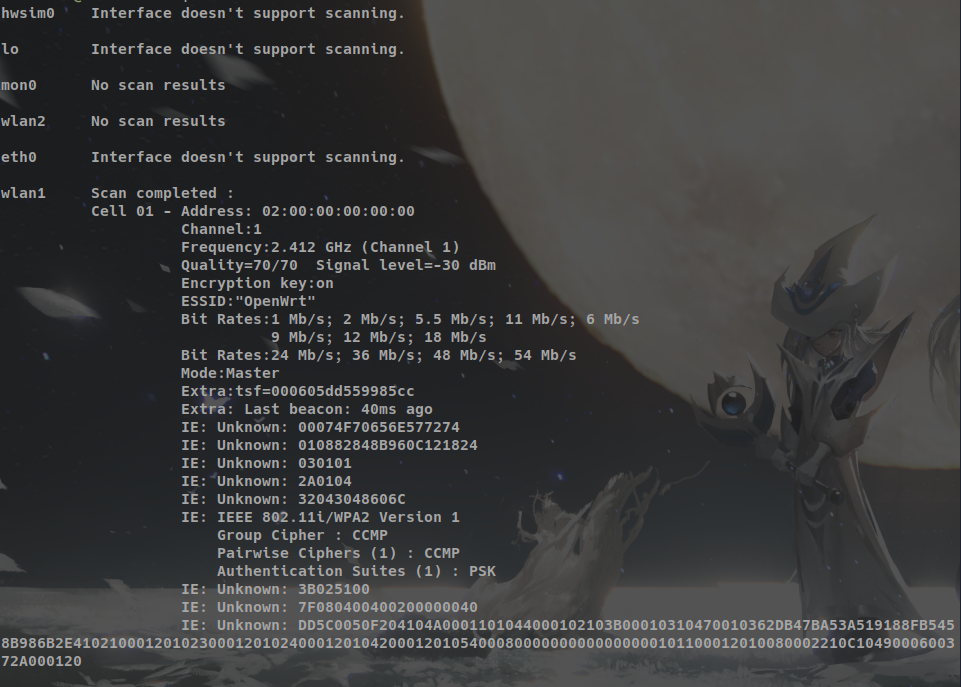 hwsim0    Interface doesn't support scanning.
lo        Interface doesn't support scanning.
mon0      No scan results
wlan2     No scan results
eth0      Interface doesn't support scanning.
wlan1     Scan completed :
          Cell 01 - Address: 02:00:00:00:00:00
                    Channel:1
                    Frequency:2.412 GHz (Channel 1)
                    Quality=70/70  Signal level=-30 dBm
                    Encryption key:on
                    ESSID:"OpenWrt"
                    Bit Rates:1 Mb/s; 2 Mb/s; 5.5 Mb/s; 11 Mb/s; 6 Mb/s
                              9 Mb/s; 12 Mb/s; 18 Mb/s
                    Bit Rates:24 Mb/s; 36 Mb/s; 48 Mb/s; 54 Mb/s
                    Mode:Master
                    Extra:tsf=000605dd559985cc
                    Extra: Last beacon: 40ms ago
                    IE: Unknown: 00074F70656E577274
                    IE: Unknown: 010882848B960C121824
                    IE: Unknown: 030101
                    IE: Unknown: 2A0104
                    IE: Unknown: 32043048606C
                    IE: IEEE 802.11i/WPA2 Version 1
                        Group Cipher : CCMP
                        Pairwise Ciphers (1) : CCMP
                        Authentication Suites (1) : PSK
                    IE: Unknown: 3B025100
                    IE: Unknown: 7F080400400200000040
                    IE: Unknown: DD5C0050F204104A0001101044000102103B00010310470010362DB47BA53A519188FB545
8B986B2E41021000120102300012010240001201042000120105400080000000000000000101100012010080002210C10490006003
72A000120